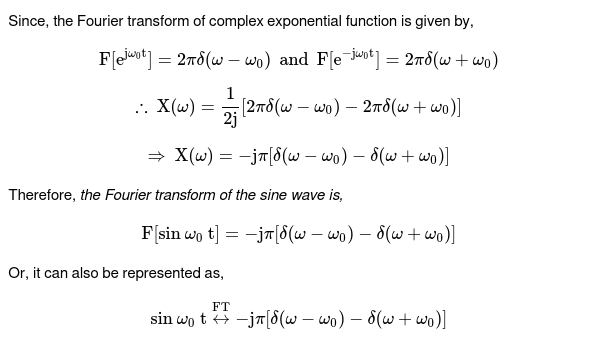 Since, the Fourier transform of complex exponential function is given by,
F[e^{jω₀t}] = 2πδ(ω − ω₀) and F[e^{−jω₀t}] = 2πδ(ω + ω₀)
∴ X(ω) = \frac{1}{2j}[2πδ(ω − ω₀) − 2πδ(ω + ω₀)]
⇒ X(ω) = −jπ[δ(ω − ω₀) − δ(ω + ω₀)]
Therefore, the Fourier transform of the sine wave is,
F[sin ω₀ t] = −jπ[δ(ω − ω₀) − δ(ω + ω₀)]
Or, it can also be represented as,
sin ω₀ t \overset{FT}{↔} −jπ[δ(ω − ω₀) − δ(ω + ω₀)]